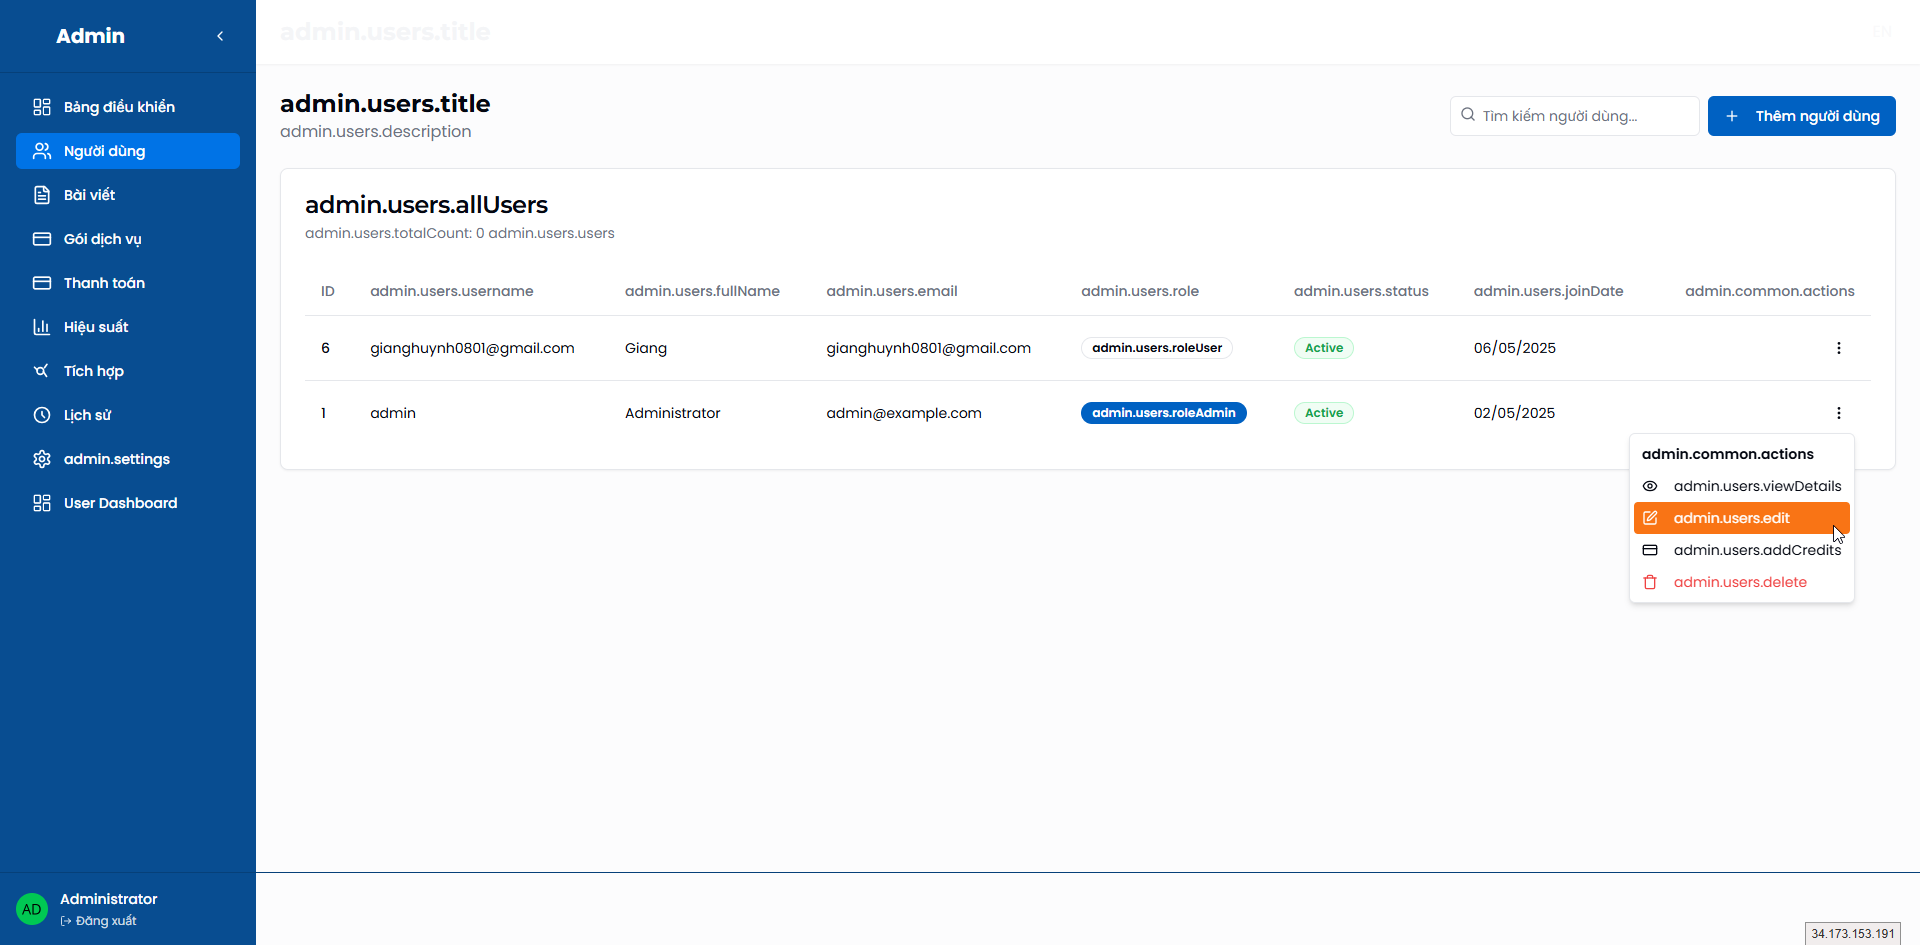 Admin
Bảng điều khiển
Người dùng
Bài viết
Gói dịch vụ
Thanh toán
Hiệu suất
Tích hợp
Lịch sử
admin.settings
User Dashboard
Administrator
AD
Đăng xuất
admin.users.title
EN
admin.users.title
admin.users.description
Tìm kiếm người dùng...
Thêm người dùng
admin.users.allUsers
admin.users.totalCount: 0 admin.users.users
ID admin.users.username admin.users.fullName admin.users.email admin.users.role admin.users.status admin.users.joinDate admin.common.actions
6 gianghuynh0801@gmail.com Giang gianghuynh0801@gmail.com admin.users.roleUser Active 06/05/2025
1 admin Administrator admin@example.com admin.users.roleAdmin Active 02/05/2025
admin.common.actions
admin.users.viewDetails
admin.users.edit
admin.users.addCredits
admin.users.delete
34.173.153.191